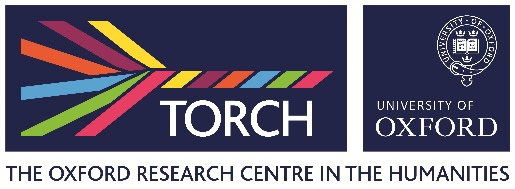 TORCH
UNIVERSITY OF
OXFORD
THE OXFORD RESEARCH CENTRE IN THE HUMANITIES